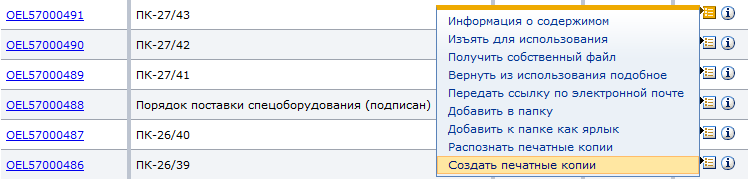 OEL57000491 ПК-27/43
OEL57000490 ПК-27/42
OEL57000489 ПК-27/41
OEL57000488 Порядок поставки спецоборудования (подписан)
OEL57000487 ПК-26/40
OEL57000486 ПК-26/39
Информация о содержимом
Изъять для использования
Получить собственный файл
Вернуть из использования подобное
Передать ссылку по электронной почте
Добавить в папку
Добавить к папке как ярлык
Распознать печатные копии
Создать печатные копии